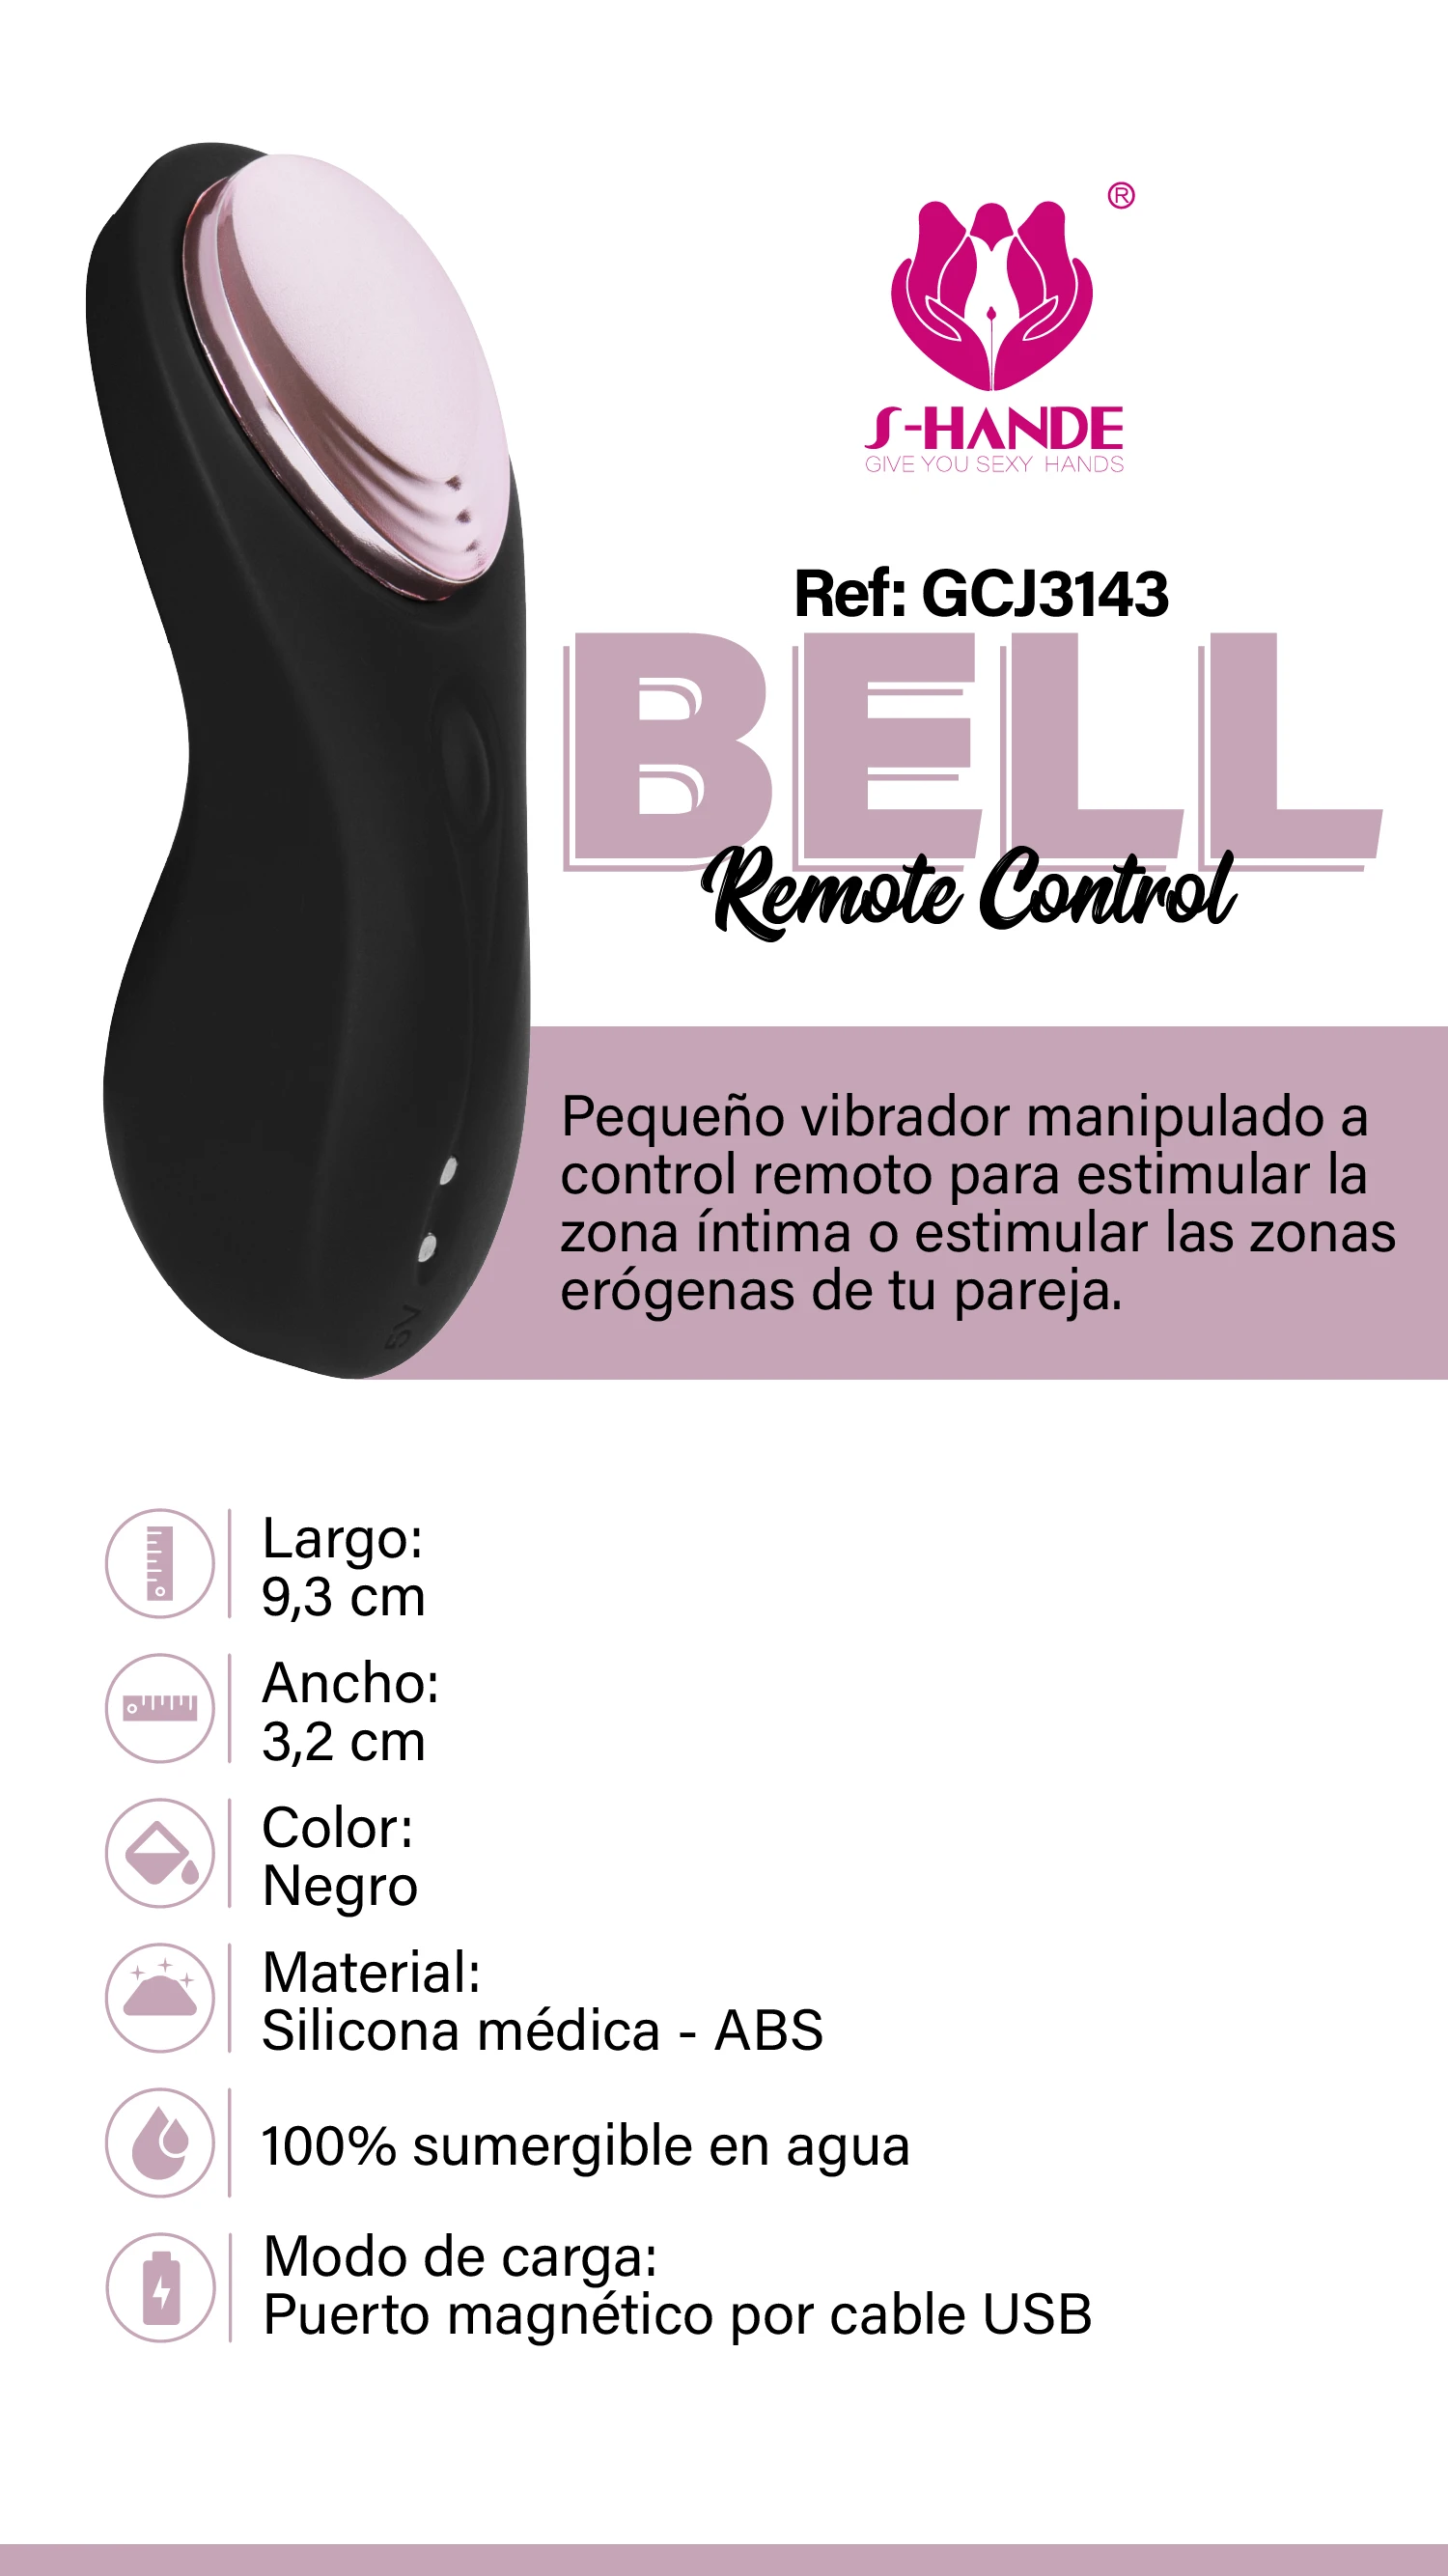 ®
S-HANDE
GIVE YOU SEXY HANDS
Ref: GCJ3143
BELL
Remote Control
Pequeño vibrador manipulado a
control remoto para estimular la
zona íntima o estimular las zonas
erógenas de tu pareja.
5V
Largo:
9,3 cm
Ancho:
3,2 cm
Color:
Negro
Material:
Silicona médica - ABS
100% sumergible en agua
Modo de carga:
Puerto magnético por cable USB